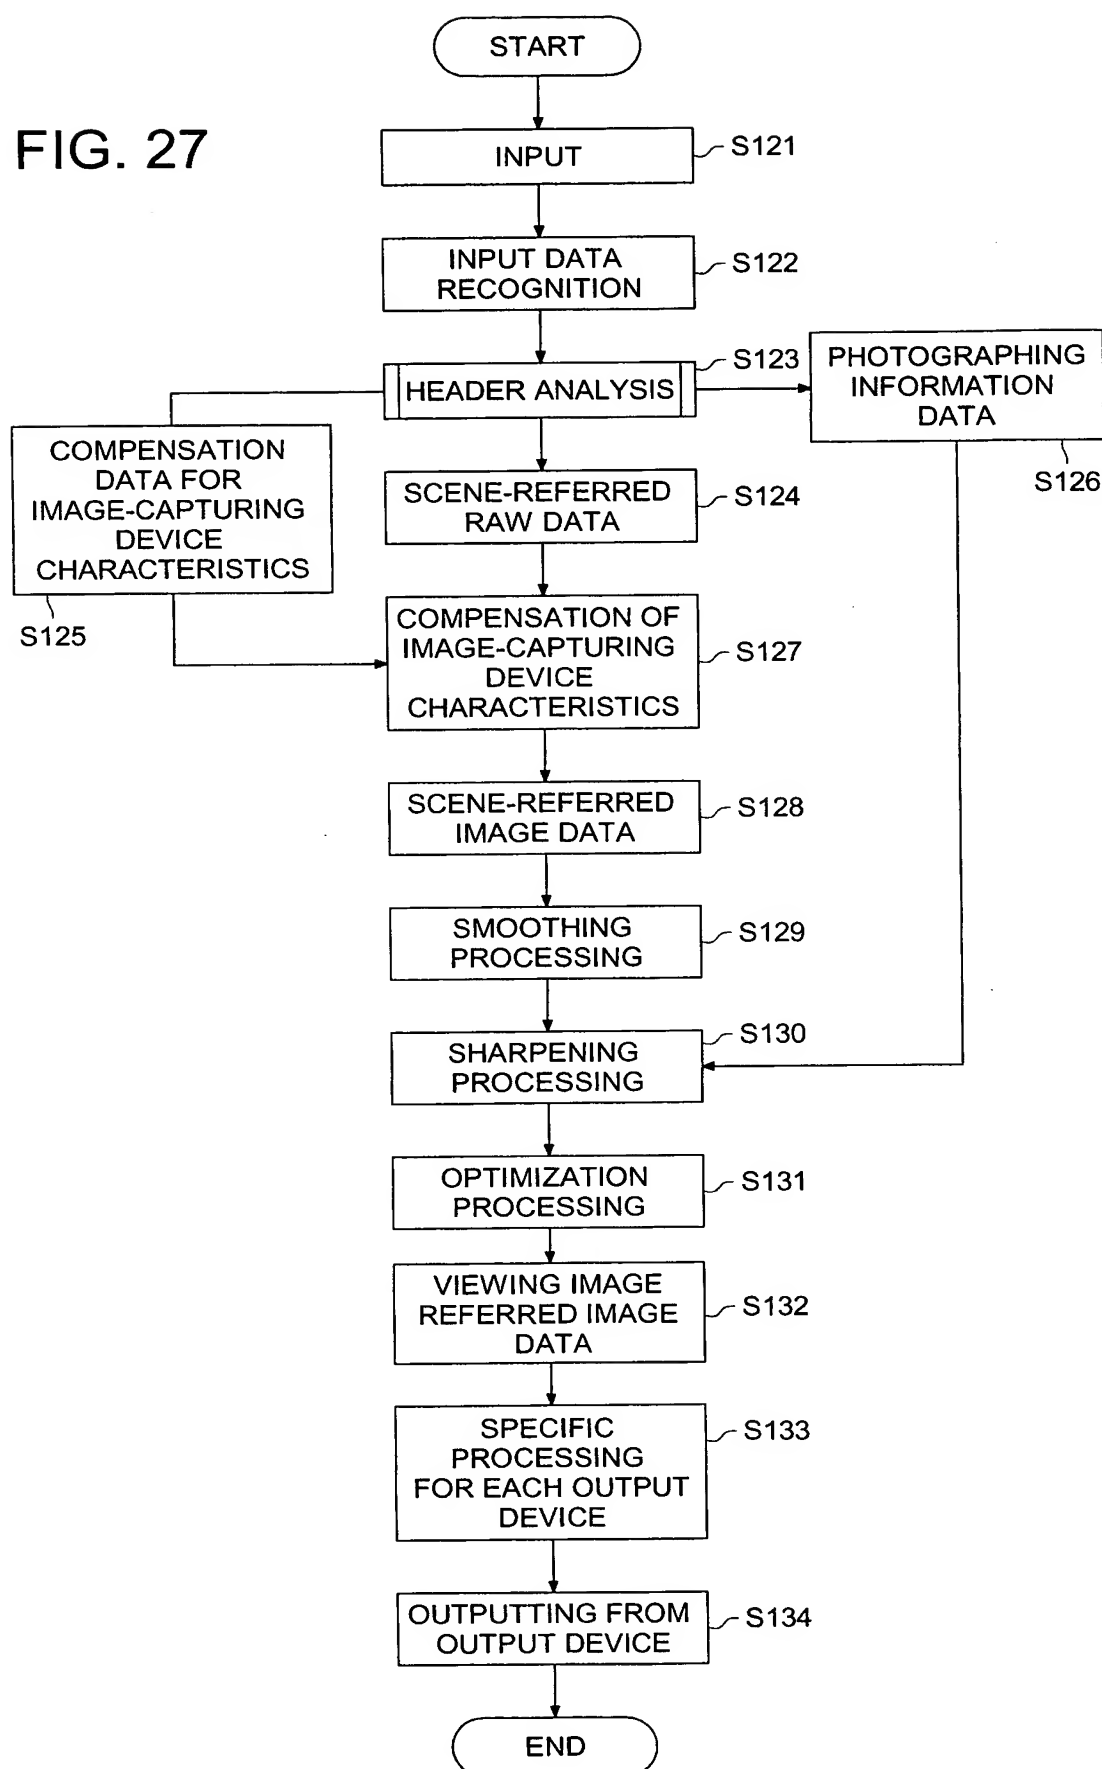 START
FIG. 27
INPUT
S121
INPUT DATA
RECOGNITION
S122
HEADER ANALYSIS
S123
PHOTOGRAPHING
INFORMATION
DATA
S126
COMPENSATION
DATA FOR
IMAGE-CAPTURING
DEVICE
CHARACTERISTICS
S125
SCENE-REFERRED
RAW DATA
S124
COMPENSATION OF
IMAGE-CAPTURING
DEVICE
CHARACTERISTICS
S127
SCENE-REFERRED
IMAGE DATA
S128
SMOOTHING
PROCESSING
S129
SHARPENING
PROCESSING
S130
OPTIMIZATION
PROCESSING
S131
VIEWING IMAGE
REFERRED IMAGE
DATA
S132
SPECIFIC
PROCESSING
FOR EACH OUTPUT
DEVICE
S133
OUTPUTTING FROM
OUTPUT DEVICE
S134
END